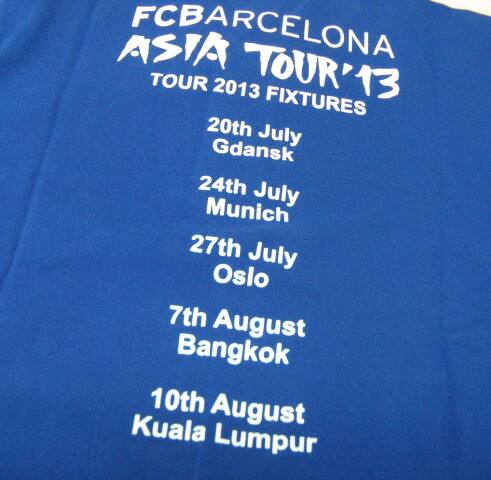 FCBARCELONA
ASIA TOUR'13
TOUR 2013 FIXTURES
20th July
Gdansk
24th July
Munich
27th July
Oslo
7th August
Bangkok
10th August
Kuala Lumpur